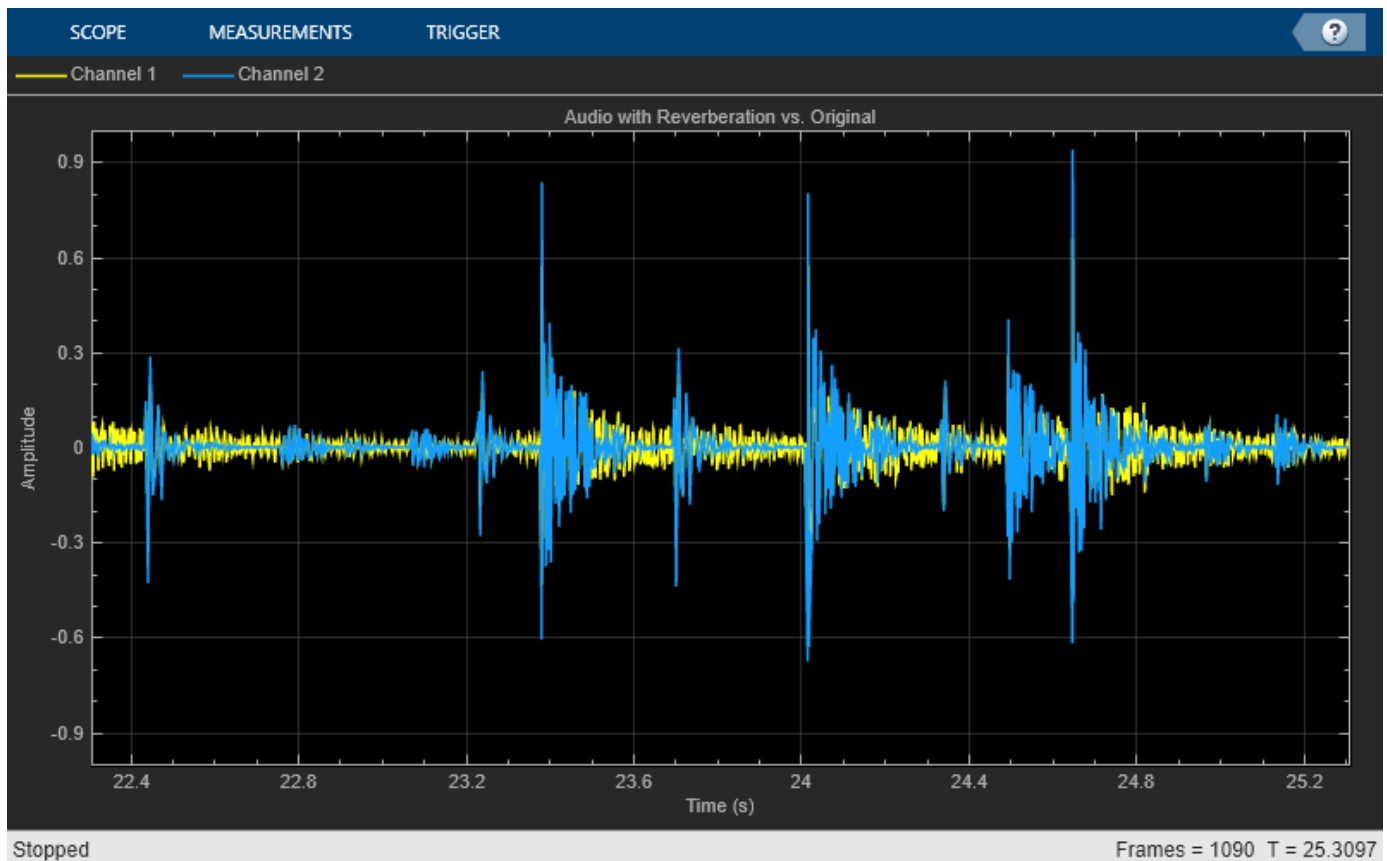 SCOPE MEASUREMENTS TRIGGER ?
Channel 1 Channel 2
Audio with Reverberation vs. Original
0.9
0.6
0.3
0
-0.3
-0.6
-0.9
Amplitude
22.4 22.8 23.2 23.6 24 24.4 24.8 25.2
Time (s)
Stopped Frames = 1090 T = 25.3097